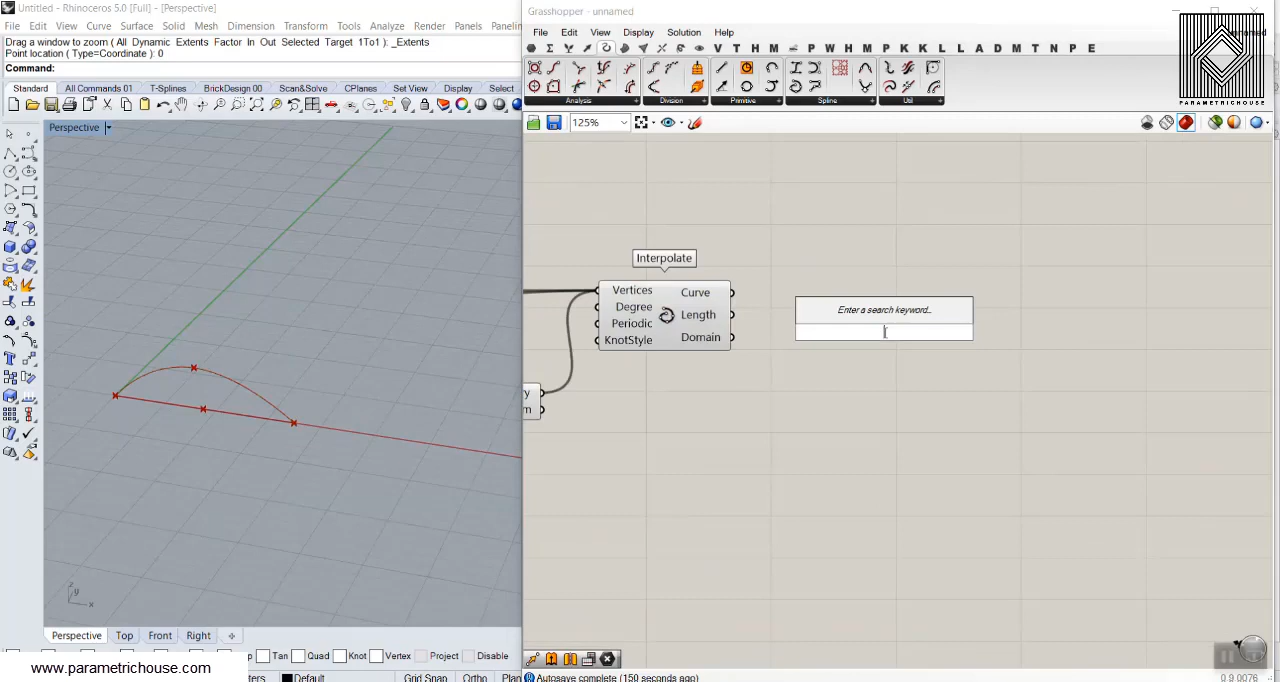 Untitled - Rhinoceros 5.0 [Full] - [Perspective]
File Edit View Curve Surface Solid Mesh Dimension Transform Tools Analyze Render Panels Paneling
Drag a window to zoom ( All Dynamic Extents Factor In Out Selected Target 1To1 ): _Extents
Point location ( Type=Coordinate ): 0
Command:
Standard All Commands 01 T-Splines BrickDesign 00 Scan&Solve CPlanes Set View Display Select
Perspective
z
y
x
Perspective Top Front Right
Tan Quad Knot Vertex Project Disable
www.parametrichouse.com
Default Grid Snap Ortho Plan
Grasshopper - unnamed
File Edit View Display Solution Help
unnamed
V T H M P W H M P K K L L A D M T N P E
Analysis Division Primitive Spline Util
PARAMETRICHOUSE
125%
Interpolate
Vertices
Degree
Periodic
KnotStyle
Curve
Length
Domain
Enter a search keyword...
Autosave complete (150 seconds ago)
0.9.0076